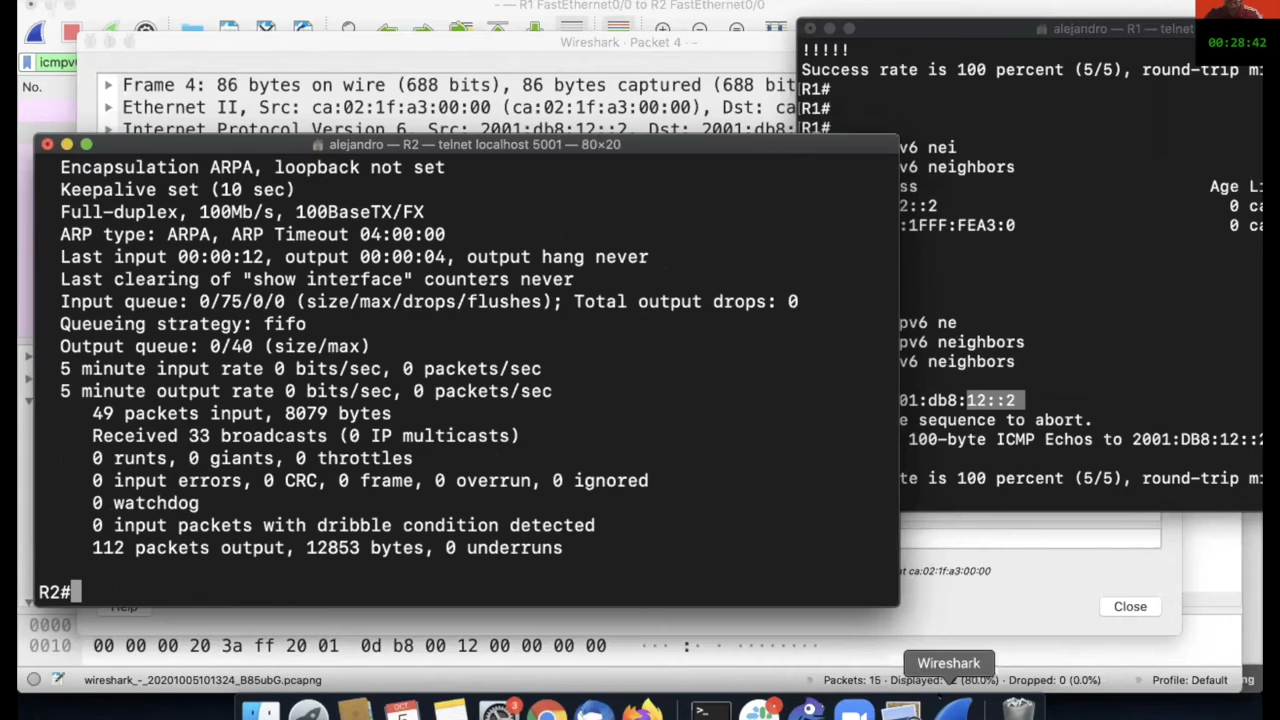 — R1 FastEthernet0/0 to R2 FastEthernet0/0
00:28:42
Wireshark · Packet 4 · –
alejandro — R1 — telnet
icmpv6
No.
Frame 4: 86 bytes on wire (688 bits), 86 bytes captured (688 bit
Ethernet II, Src: ca:02:1f:a3:00:00 (ca:02:1f:a3:00:00), Dst: ca:
Internet Protocol Version 6, Src: 2001:db8:12::2, Dst: 2001:db8:
!!!!!
Success rate is 100 percent (5/5), round-trip mi
R1#
R1#
R1#
v6 nei
v6 neighbors
ss Age Li
2::2 0 ca
:1FFF:FEA3:0 0 ca
pv6 ne
pv6 neighbors
v6 neighbors
01:db8:12::2
e sequence to abort.
100-byte ICMP Echos to 2001:DB8:12::2
te is 100 percent (5/5), round-trip mi
alejandro — R2 — telnet localhost 5001 — 80×20
Encapsulation ARPA, loopback not set
Keepalive set (10 sec)
Full-duplex, 100Mb/s, 100BaseTX/FX
ARP type: ARPA, ARP Timeout 04:00:00
Last input 00:00:12, output 00:00:04, output hang never
Last clearing of "show interface" counters never
Input queue: 0/75/0/0 (size/max/drops/flushes); Total output drops: 0
Queueing strategy: fifo
Output queue: 0/40 (size/max)
5 minute input rate 0 bits/sec, 0 packets/sec
5 minute output rate 0 bits/sec, 0 packets/sec
49 packets input, 8079 bytes
Received 33 broadcasts (0 IP multicasts)
0 runts, 0 giants, 0 throttles
0 input errors, 0 CRC, 0 frame, 0 overrun, 0 ignored
0 watchdog
0 input packets with dribble condition detected
112 packets output, 12853 bytes, 0 underruns
R2#
at ca:02:1f:a3:00:00
Help
Close
0000
0010 00 00 00 20 3a ff 20 01 0d b8 00 12 00 00 00 00 ··· :· ········
Wireshark
wireshark_-_20201005101324_B85ubG.pcapng
Packets: 15 · Displayed: (80.0%) · Dropped: 0 (0.0%)
Profile: Default
ng
OCT
3